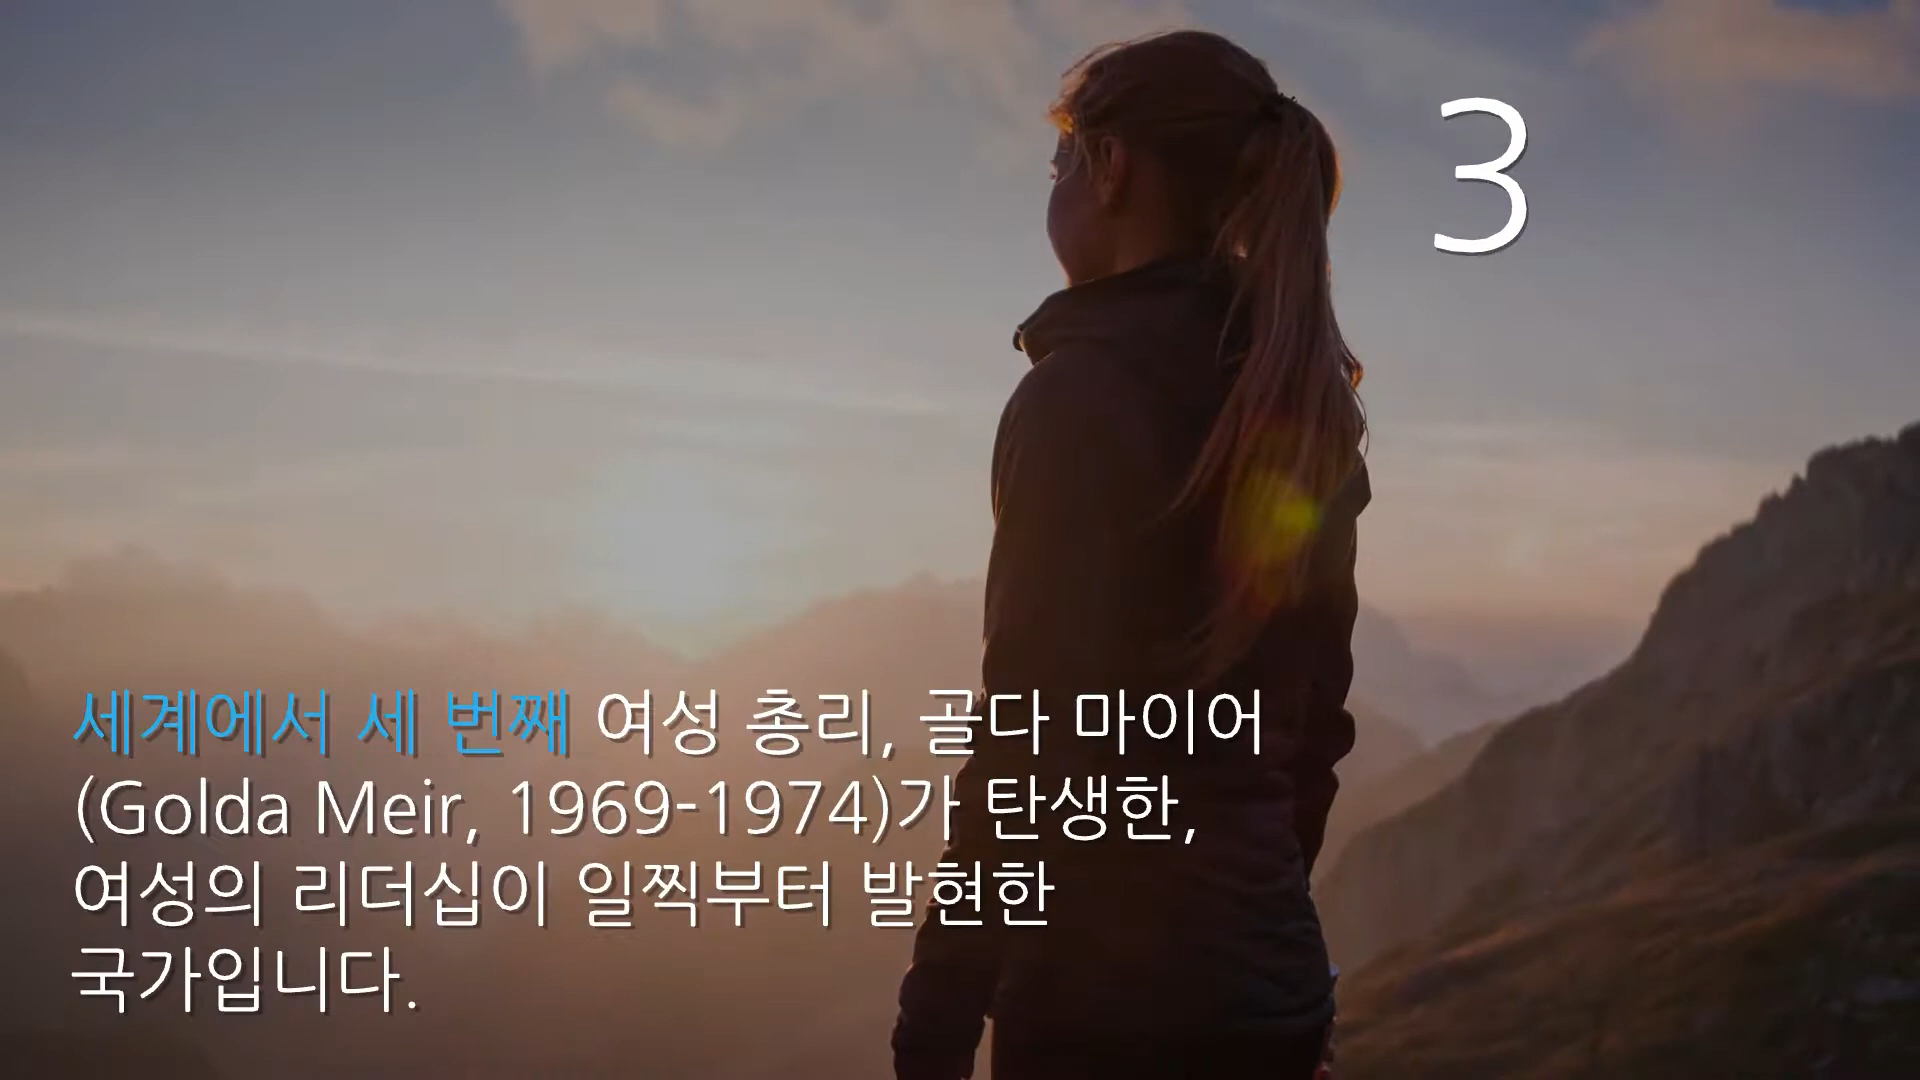 3
세계에서 세 번째 여성 총리, 골다 마이어
(Golda Meir, 1969-1974)가 탄생한,
여성의 리더십이 일찍부터 발현한
국가입니다.